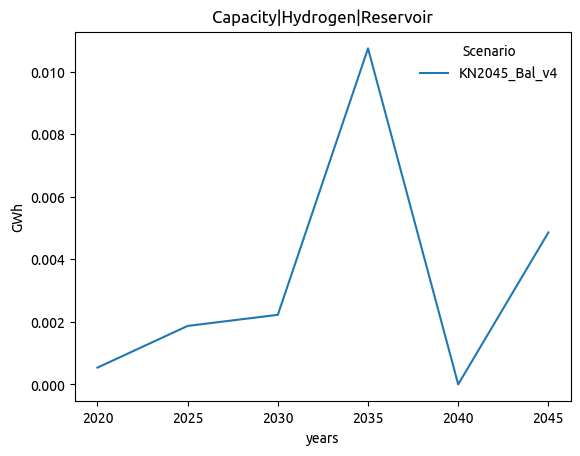 Capacity|Hydrogen|Reservoir
Scenario
KN2045_Bal_v4
GWh
0.010
0.008
0.006
0.004
0.002
0.000
2020 2025 2030 2035 2040 2045
years